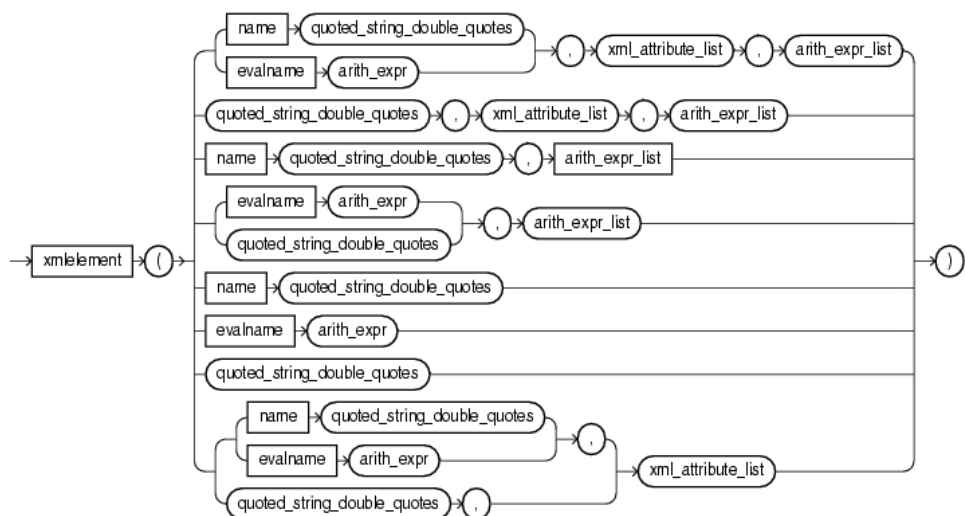 name quoted_string_double_quotes
, xml_attribute_list , arith_expr_list
evalname arith_expr
quoted_string_double_quotes , xml_attribute_list , arith_expr_list
name quoted_string_double_quotes , arith_expr_list
evalname arith_expr
, arith_expr_list
quoted_string_double_quotes
xmlelement ( )
name quoted_string_double_quotes
evalname arith_expr
quoted_string_double_quotes
name quoted_string_double_quotes
,
evalname arith_expr
xml_attribute_list
quoted_string_double_quotes ,